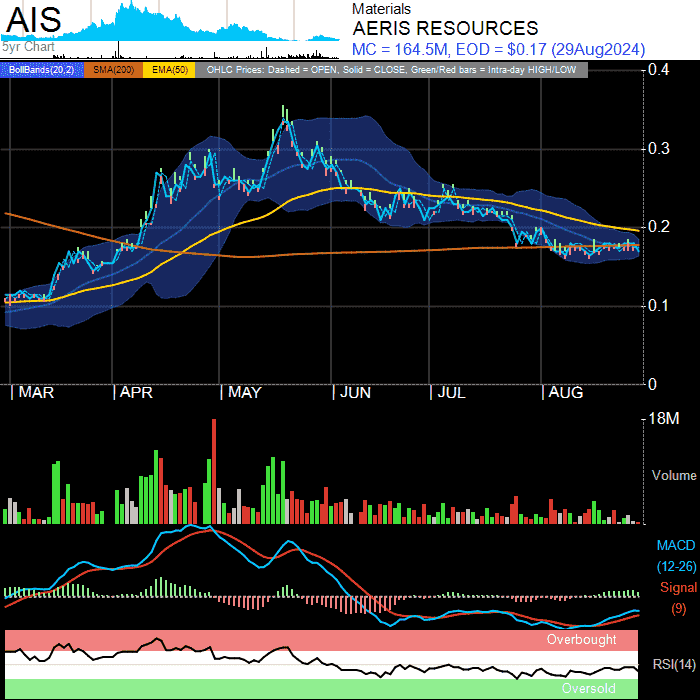 AIS
5yr Chart
Materials
AERIS RESOURCES
MC = 164.5M, EOD = $0.17 (29Aug2024)
BollBands(20,2) SMA(200) EMA(50) OHLC Prices: Dashed = OPEN, Solid = CLOSE, Green/Red bars = Intra-day HIGH/LOW
0.4
0.3
0.2
0.1
0
MAR APR MAY JUN JUL AUG
18M
Volume
MACD
(12-26)
Signal
(9)
Overbought
RSI(14)
Oversold